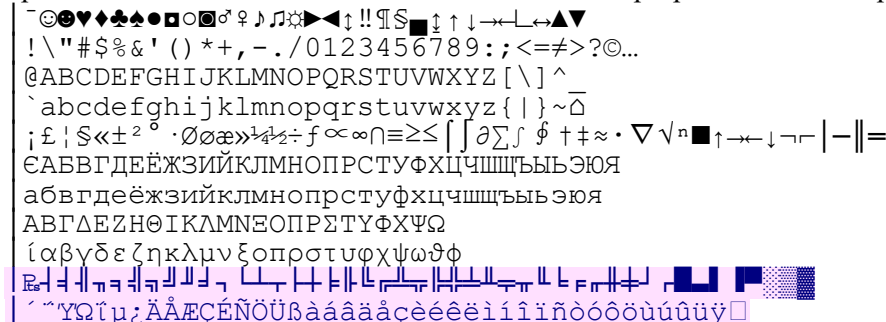 ¯☺☻♥♦♣♠●◘○◙♂♀♪♫☼►◄↕‼¶§▄↨↑↓→←∟↔▲▼
!\"#$%&'()*+,-./0123456789:;<=≠>?©…
@ABCDEFGHIJKLMNOPQRSTUVWXYZ[\]^_
`abcdefghijklmnopqrstuvwxyz{|}~⌂
¡£¦§«±²°·Øøæ»¼½÷ƒ∝∞∩≡≥≤⌠⌡∂∑∫∮†‡≈•∇√ⁿ■↑→←↓¬⌐│─║═
ЄАБВГДЕЁЖЗИЙКЛМНОПРСТУФХЦЧШЩЪЫЬЭЮЯ
абвгдеёжзийклмнопрстуфхцчшщъыьэюя
ΑΒΓΔΕΖΗΘΙΚΛΜΝΞΟΠΡΣΤΥΦΧΨΩ
ίαβγδεζηκλμνξοπρστυφχψωϑϕ
₧┤╡╢╖╕╣╗╝╜╛┐└┴┬├┼╞╟╚╔╩╦╠╬╧╨╤╥╙╘╒╓╫╪┘┌█▄▌▐▀░▒▓
΄¨ΎΏΐµ¿ÄÅÆÇÉÑÖÜßàáâäåçèéêëìíîïñòóôöùúûüÿ□